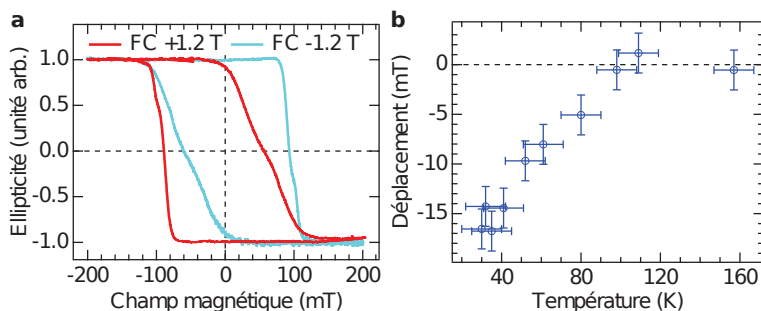 a
FC +1.2 T
FC -1.2 T
Ellipticité (unité arb.)
1.0
0.5
0.0
-0.5
-1.0
-200
-100
0
100
200
Champ magnétique (mT)
b
Déplacement (mT)
0
-5
-10
-15
40
80
120
160
Température (K)